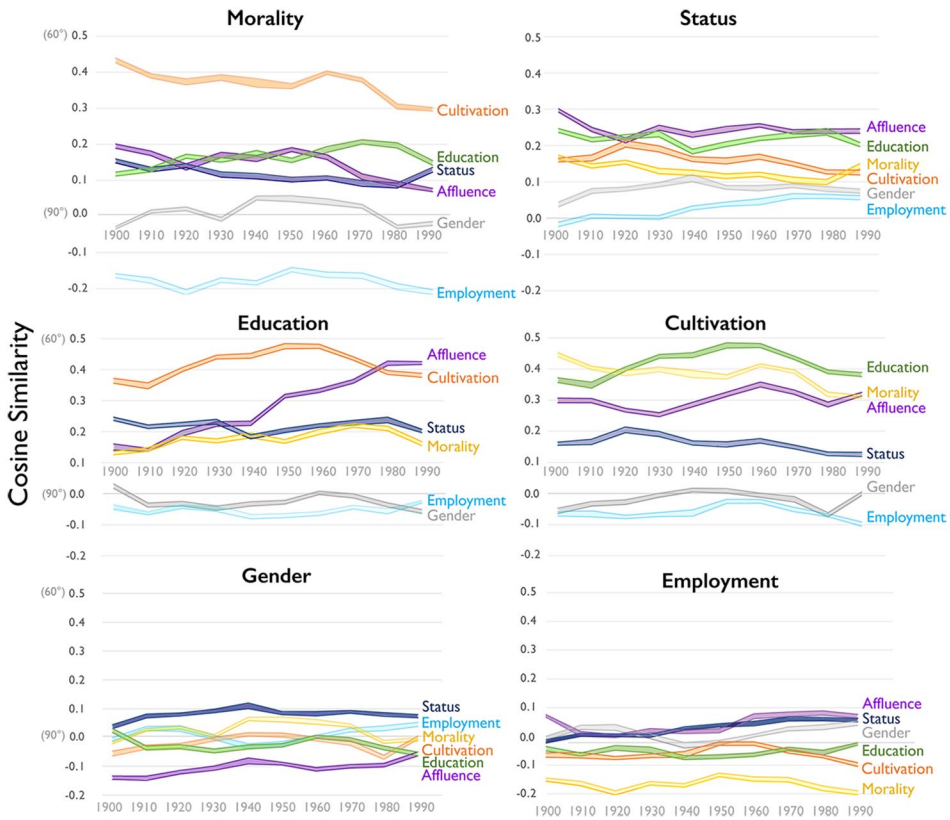 Morality
(60°) 0.5
0.4
0.3
0.2
0.1
(90°) 0.0
-0.1
-0.2
1900 1910 1920 1930 1940 1950 1960 1970 1980 1990
Cultivation
Education
Status
Affluence
Gender
Employment
Status
0.5
0.4
0.3
0.2
0.1
0.0
-0.1
-0.2
1900 1910 1920 1930 1940 1950 1960 1970 1980 1990
Affluence
Education
Morality
Cultivation
Gender
Employment
Cosine Similarity
Education
(60°) 0.5
0.4
0.3
0.2
0.1
1900 1910 1920 1930 1940 1950 1960 1970 1980 1990
(90°) 0.0
-0.1
-0.2
Affluence
Cultivation
Status
Morality
Employment
Gender
Cultivation
0.5
0.4
0.3
0.2
0.1
1900 1910 1920 1930 1940 1950 1960 1970 1980 1990
0.0
-0.1
-0.2
Education
Morality
Affluence
Status
Gender
Employment
Gender
(60°) 0.5
0.4
0.3
0.2
0.1
(90°) 0.0
-0.1
-0.2
1900 1910 1920 1930 1940 1950 1960 1970 1980 1990
Status
Employment
Morality
Cultivation
Education
Affluence
Employment
0.5
0.4
0.3
0.2
0.1
0.0
-0.1
-0.2
1900 1910 1920 1930 1940 1950 1960 1970 1980 1990
Affluence
Status
Gender
Education
Cultivation
Morality